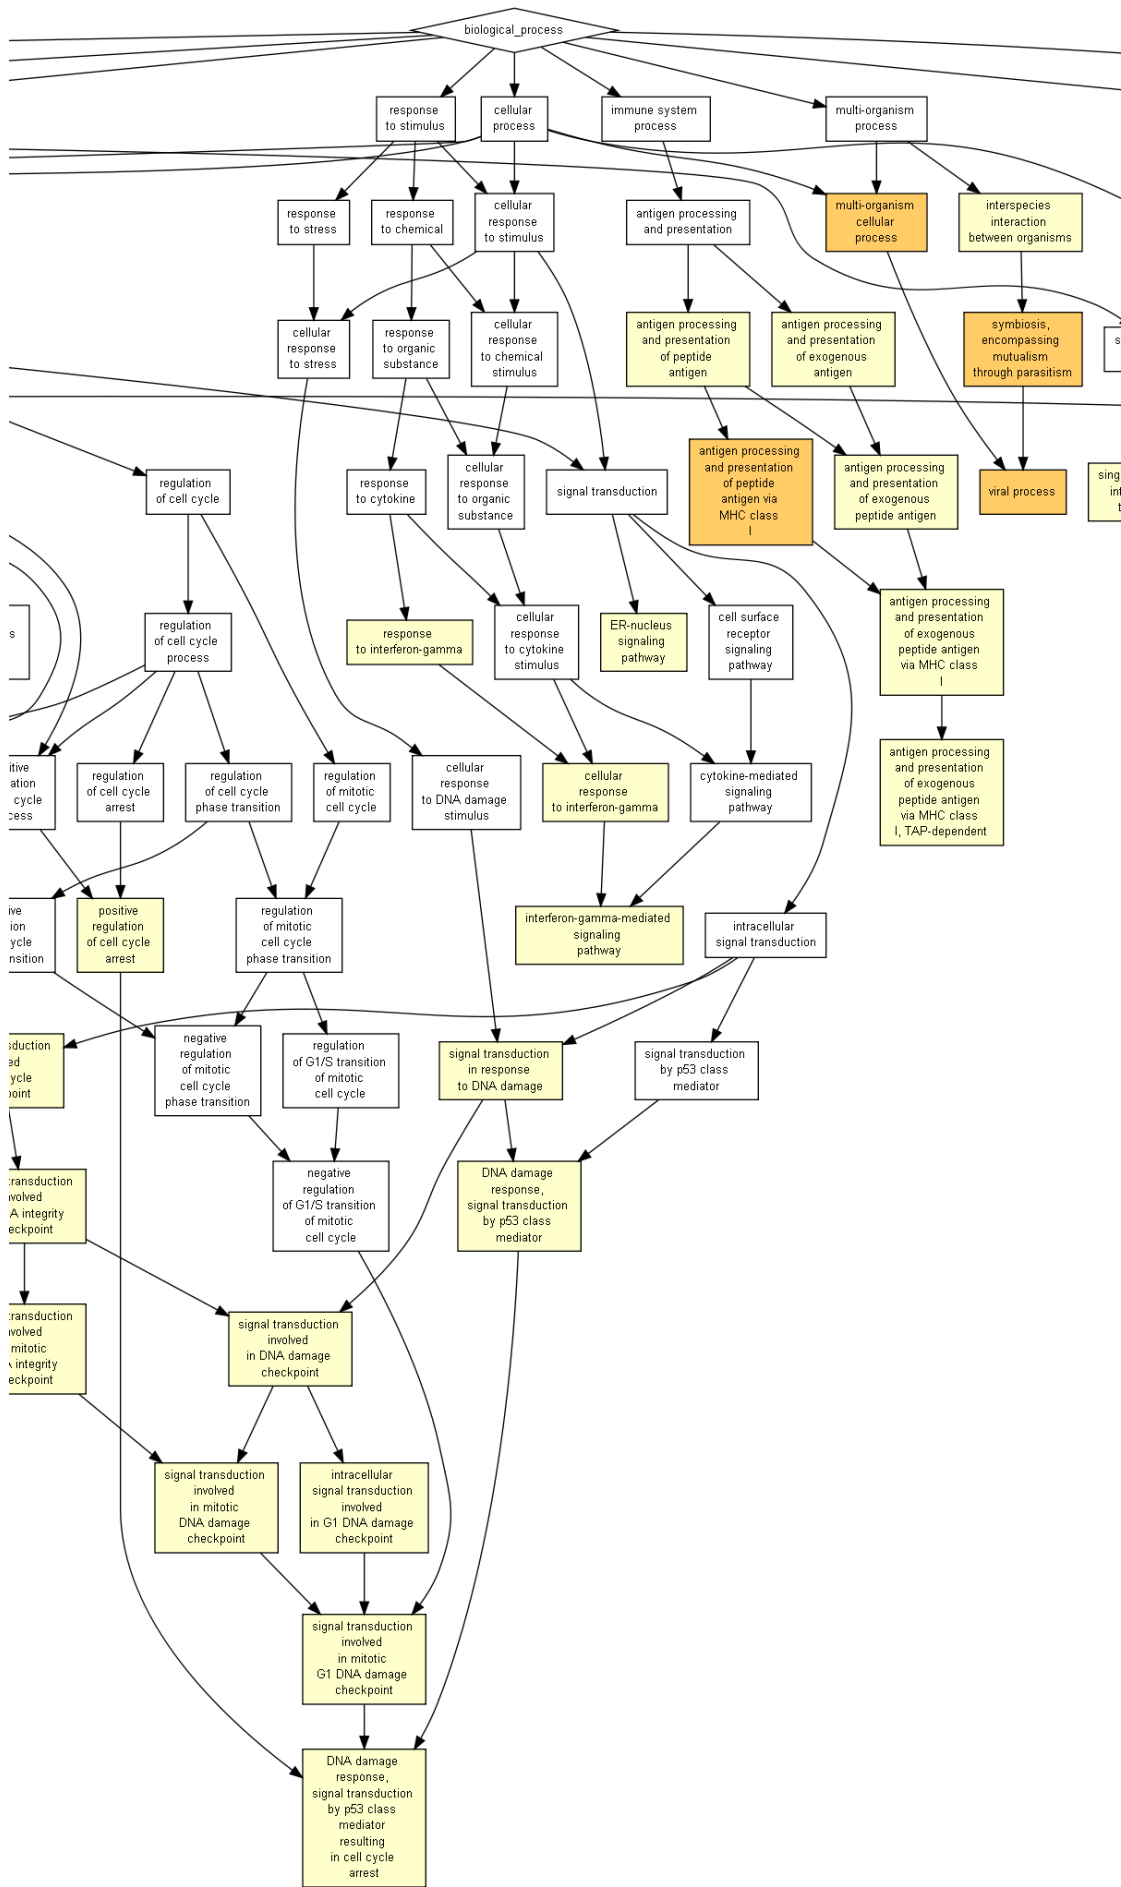 biological_process
response
to stimulus
cellular
process
immune system
process
multi-organism
process
response
to stress
response
to chemical
cellular
response
to stimulus
antigen processing
and presentation
multi-organism
cellular
process
interspecies
interaction
between organisms
cellular
response
to stress
response
to organic
substance
cellular
response
to chemical
stimulus
antigen processing
and presentation
of peptide
antigen
antigen processing
and presentation
of exogenous
antigen
symbiosis,
encompassing
mutualism
through parasitism
regulation
of cell cycle
response
to cytokine
cellular
response
to organic
substance
signal transduction
antigen processing
and presentation
of peptide
antigen via
MHC class
I
antigen processing
and presentation
of exogenous
peptide antigen
viral process
regulation
of cell cycle
process
response
to interferon-gamma
cellular
response
to cytokine
stimulus
ER-nucleus
signaling
pathway
cell surface
receptor
signaling
pathway
antigen processing
and presentation
of exogenous
peptide antigen
via MHC class
I
regulation
of cell cycle
arrest
regulation
of cell cycle
phase transition
regulation
of mitotic
cell cycle
cellular
response
to DNA damage
stimulus
cellular
response
to interferon-gamma
cytokine-mediated
signaling
pathway
antigen processing
and presentation
of exogenous
peptide antigen
via MHC class
I, TAP-dependent
positive
regulation
of cell cycle
arrest
regulation
of mitotic
cell cycle
phase transition
interferon-gamma-mediated
signaling
pathway
intracellular
signal transduction
negative
regulation
of mitotic
cell cycle
phase transition
regulation
of G1/S transition
of mitotic
cell cycle
signal transduction
in response
to DNA damage
signal transduction
by p53 class
mediator
negative
regulation
of G1/S transition
of mitotic
cell cycle
DNA damage
response,
signal transduction
by p53 class
mediator
integrity
signal transduction
involved
in DNA damage
checkpoint
mitotic
integrity
signal transduction
involved
in mitotic
DNA damage
checkpoint
intracellular
signal transduction
involved
in G1 DNA damage
checkpoint
signal transduction
involved
in mitotic
G1 DNA damage
checkpoint
DNA damage
response,
signal transduction
by p53 class
mediator
resulting
in cell cycle
arrest